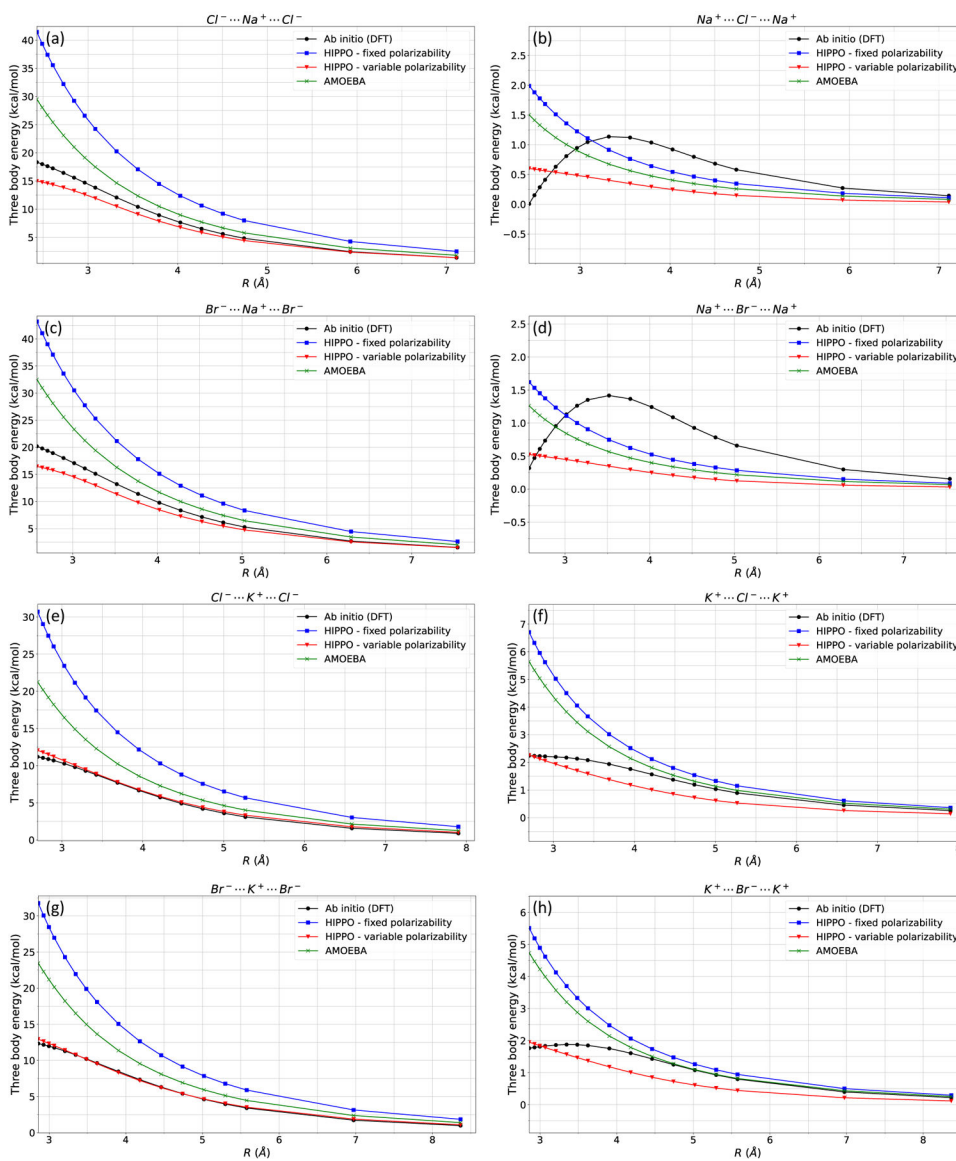 Cl⁻ ⋯ Na⁺ ⋯ Cl⁻
(a)
Ab initio (DFT)
HIPPO - fixed polarizability
HIPPO - variable polarizability
AMOEBA
Three body energy (kcal/mol)
40
35
30
25
20
15
10
5
3 4 5 6 7
R (Å)
Na⁺ ⋯ Cl⁻ ⋯ Na⁺
(b)
Ab initio (DFT)
HIPPO - fixed polarizability
HIPPO - variable polarizability
AMOEBA
Three body energy (kcal/mol)
2.5
2.0
1.5
1.0
0.5
0.0
−0.5
3 4 5 6 7
R (Å)
Br⁻ ⋯ Na⁺ ⋯ Br⁻
(c)
Ab initio (DFT)
HIPPO - fixed polarizability
HIPPO - variable polarizability
AMOEBA
Three body energy (kcal/mol)
40
35
30
25
20
15
10
5
3 4 5 6 7
R (Å)
Na⁺ ⋯ Br⁻ ⋯ Na⁺
(d)
Ab initio (DFT)
HIPPO - fixed polarizability
HIPPO - variable polarizability
AMOEBA
Three body energy (kcal/mol)
2.5
2.0
1.5
1.0
0.5
0.0
−0.5
3 4 5 6 7
R (Å)
Cl⁻ ⋯ K⁺ ⋯ Cl⁻
(e)
Ab initio (DFT)
HIPPO - fixed polarizability
HIPPO - variable polarizability
AMOEBA
Three body energy (kcal/mol)
30
25
20
15
10
5
0
3 4 5 6 7 8
R (Å)
K⁺ ⋯ Cl⁻ ⋯ K⁺
(f)
Ab initio (DFT)
HIPPO - fixed polarizability
HIPPO - variable polarizability
AMOEBA
Three body energy (kcal/mol)
7
6
5
4
3
2
1
0
3 4 5 6 7 8
R (Å)
Br⁻ ⋯ K⁺ ⋯ Br⁻
(g)
Ab initio (DFT)
HIPPO - fixed polarizability
HIPPO - variable polarizability
AMOEBA
Three body energy (kcal/mol)
30
25
20
15
10
5
0
3 4 5 6 7 8
R (Å)
K⁺ ⋯ Br⁻ ⋯ K⁺
(h)
Ab initio (DFT)
HIPPO - fixed polarizability
HIPPO - variable polarizability
AMOEBA
Three body energy (kcal/mol)
6
5
4
3
2
1
0
3 4 5 6 7 8
R (Å)